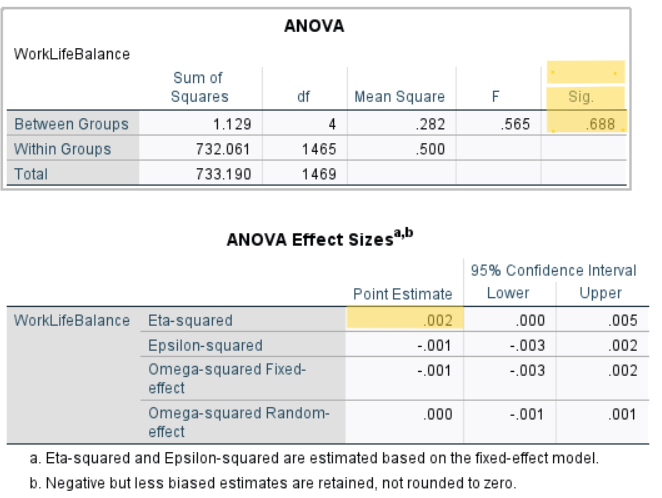 ANOVA
WorkLifeBalance
Sum of
Squares df Mean Square F Sig.
Between Groups 1.129 4 .282 .565 .688
Within Groups 732.061 1465 .500
Total 733.190 1469
ANOVA Effect Sizesa,b
95% Confidence Interval
Point Estimate Lower Upper
WorkLifeBalance Eta-squared .002 .000 .005
Epsilon-squared -.001 -.003 .002
Omega-squared Fixed-
effect -.001 -.003 .002
Omega-squared Random-
effect .000 -.001 .001
a. Eta-squared and Epsilon-squared are estimated based on the fixed-effect model.
b. Negative but less biased estimates are retained, not rounded to zero.